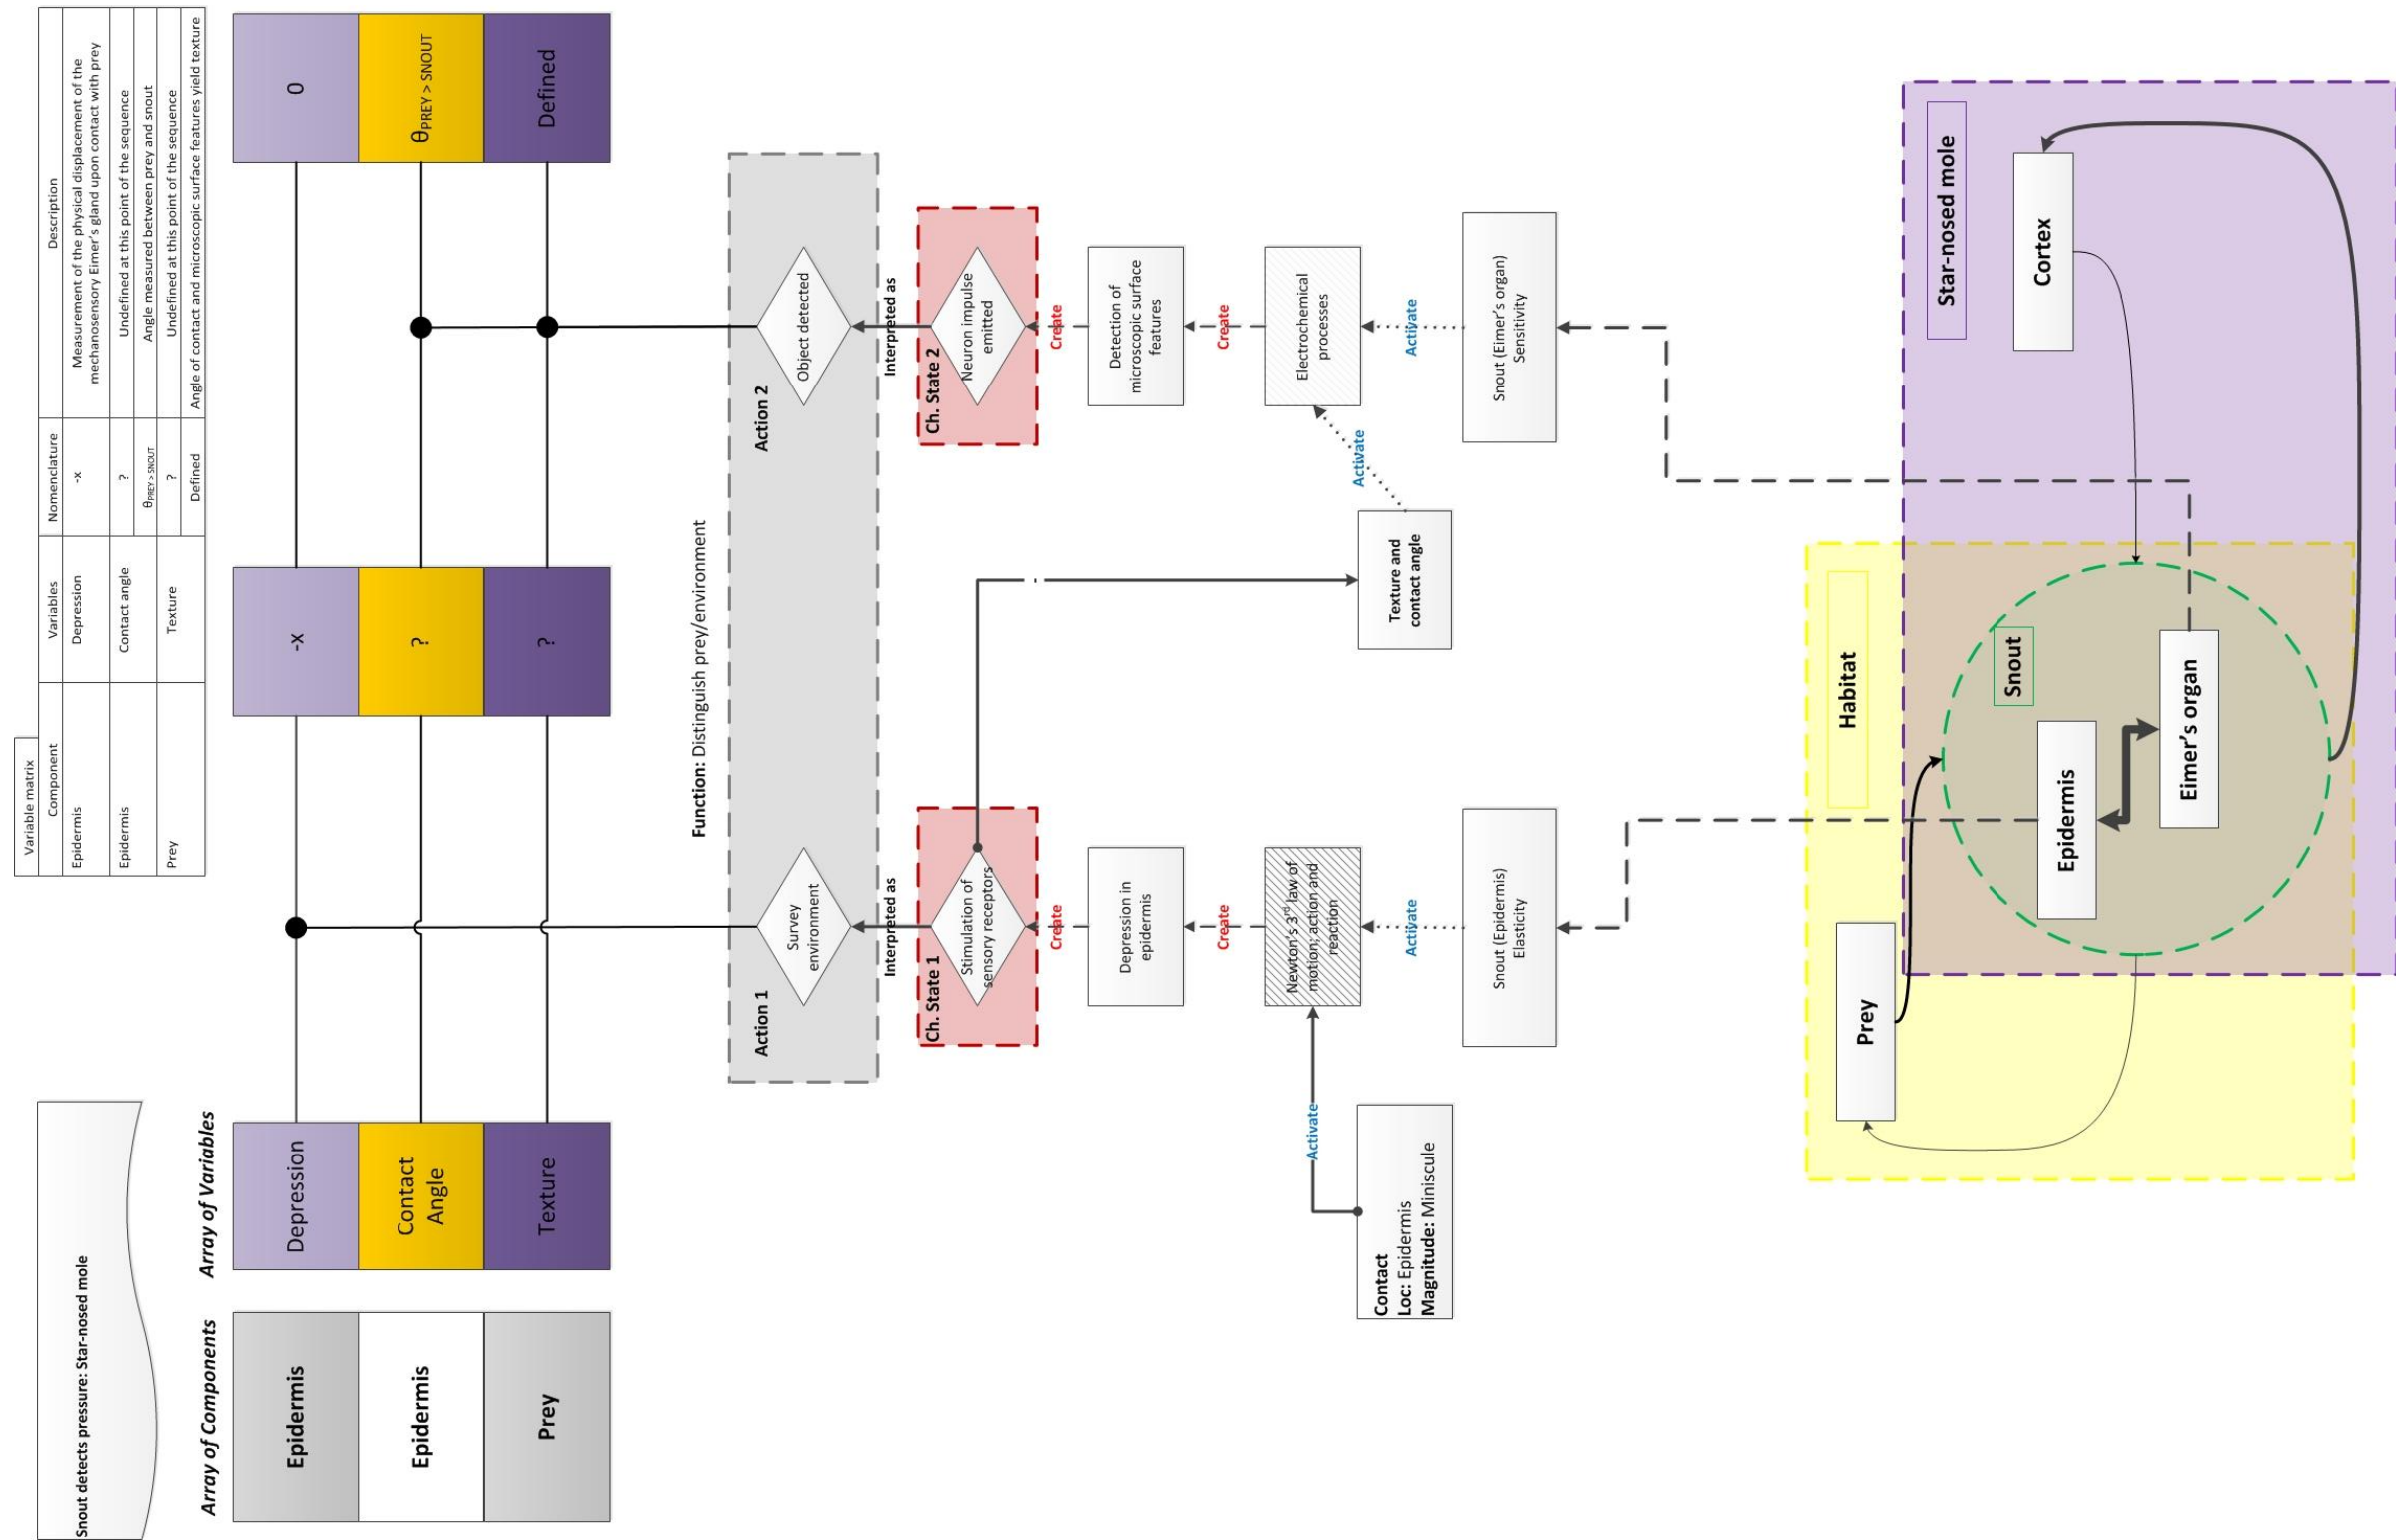 Snout detects pressure: Star-nosed mole
Variable matrix
Component Variables Nomenclature Description
Epidermis Depression -x Measurement of the physical displacement of the
mechanosensory Eimer's gland upon contact with prey
Epidermis Contact angle ? Undefined at this point of the sequence
θPREY > SNOUT Angle measured between prey and snout
Prey Texture ? Undefined at this point of the sequence
Defined Angle of contact and microscopic surface features yield texture
Array of Components
Array of Variables
Epidermis
Depression
-x
0
Epidermis
Contact
Angle
?
θPREY > SNOUT
Prey
Texture
?
Defined
Function: Distinguish prey/environment
Action 1
Survey
environment
Action 2
Object detected
Interpreted as
Interpreted as
Ch. State 1
Stimulation of
sensory receptors
Ch. State 2
Neuron impulse
emitted
Create
Create
Depression in
epidermis
Detection of
microscopic surface
features
Create
Create
Activate
Newton's 3rd law of
motion; action and
reaction
Activate
Electrochemical
processes
Contact
Loc: Epidermis
Magnitude: Miniscule
Texture and
contact angle
Activate
Activate
Snout (Epidermis)
Elasticity
Snout (Eimer's organ)
Sensitivity
Habitat
Prey
Star-nosed mole
Snout
Cortex
Epidermis
Eimer's organ